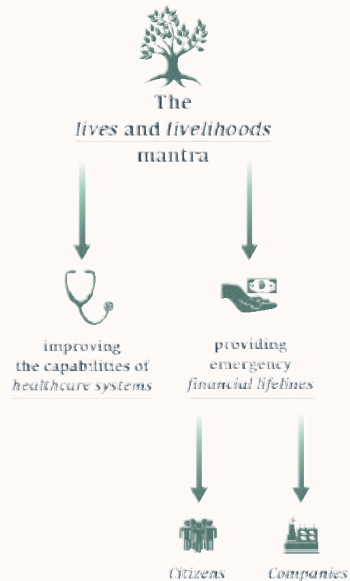 The
lives and livelihoods
mantra
improving
the capabilities of
healthcare systems
providing
emergency
financial lifelines
Citizens
Companies